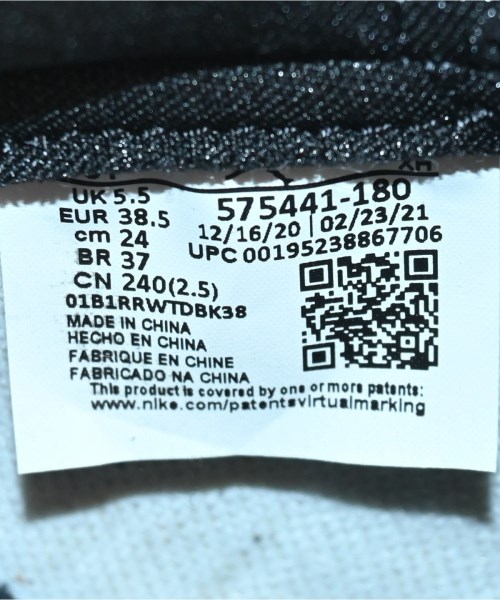 UK 5.5
EUR 38.5
cm 24
BR 37
CN 240(2.5)
01B1RRWTDBK38
575441-180
12/16/20 | 02/23/21
UPC 00195238867706
MADE IN CHINA
HECHO EN CHINA
FABRIQUE EN CHINE
FABRICADO NA CHINA
This product is covered by one or more patents:
www.nike.com/patentsvirtualmarking